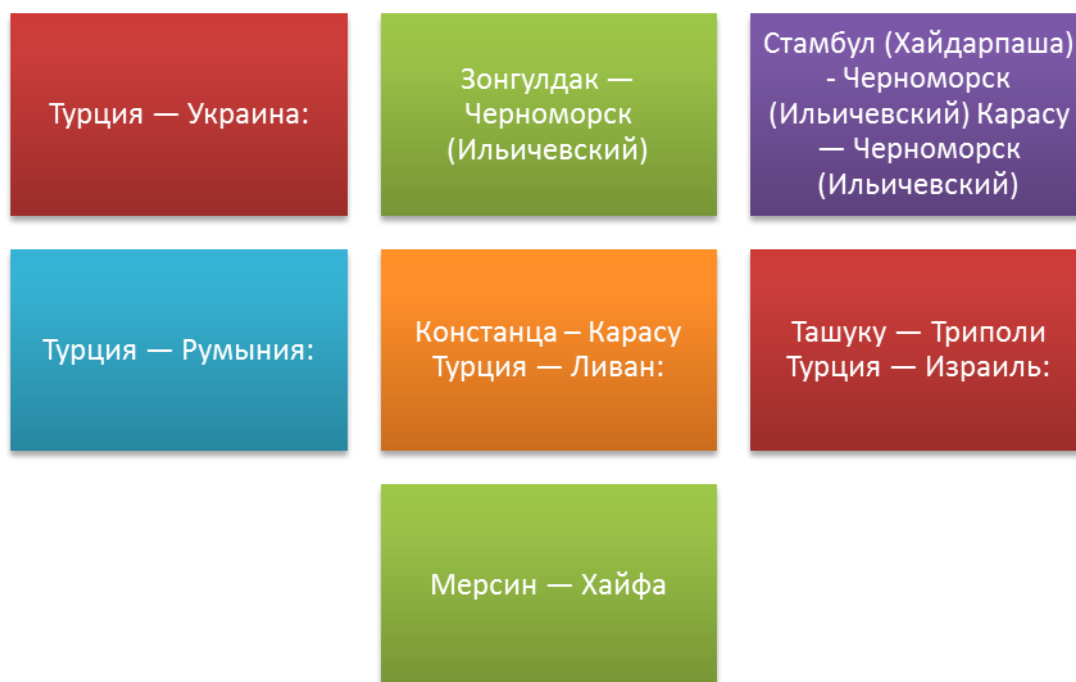 Турция — Украина:
Зонгулдак —
Черноморск
(Ильичевский)
Стамбул (Хайдарпаша)
- Черноморск
(Ильичевский) Карасу
— Черноморск
(Ильичевский)
Турция — Румыния:
Констанца – Карасу
Турция — Ливан:
Ташуку — Триполи
Турция — Израиль:
Мерсин — Хайфа